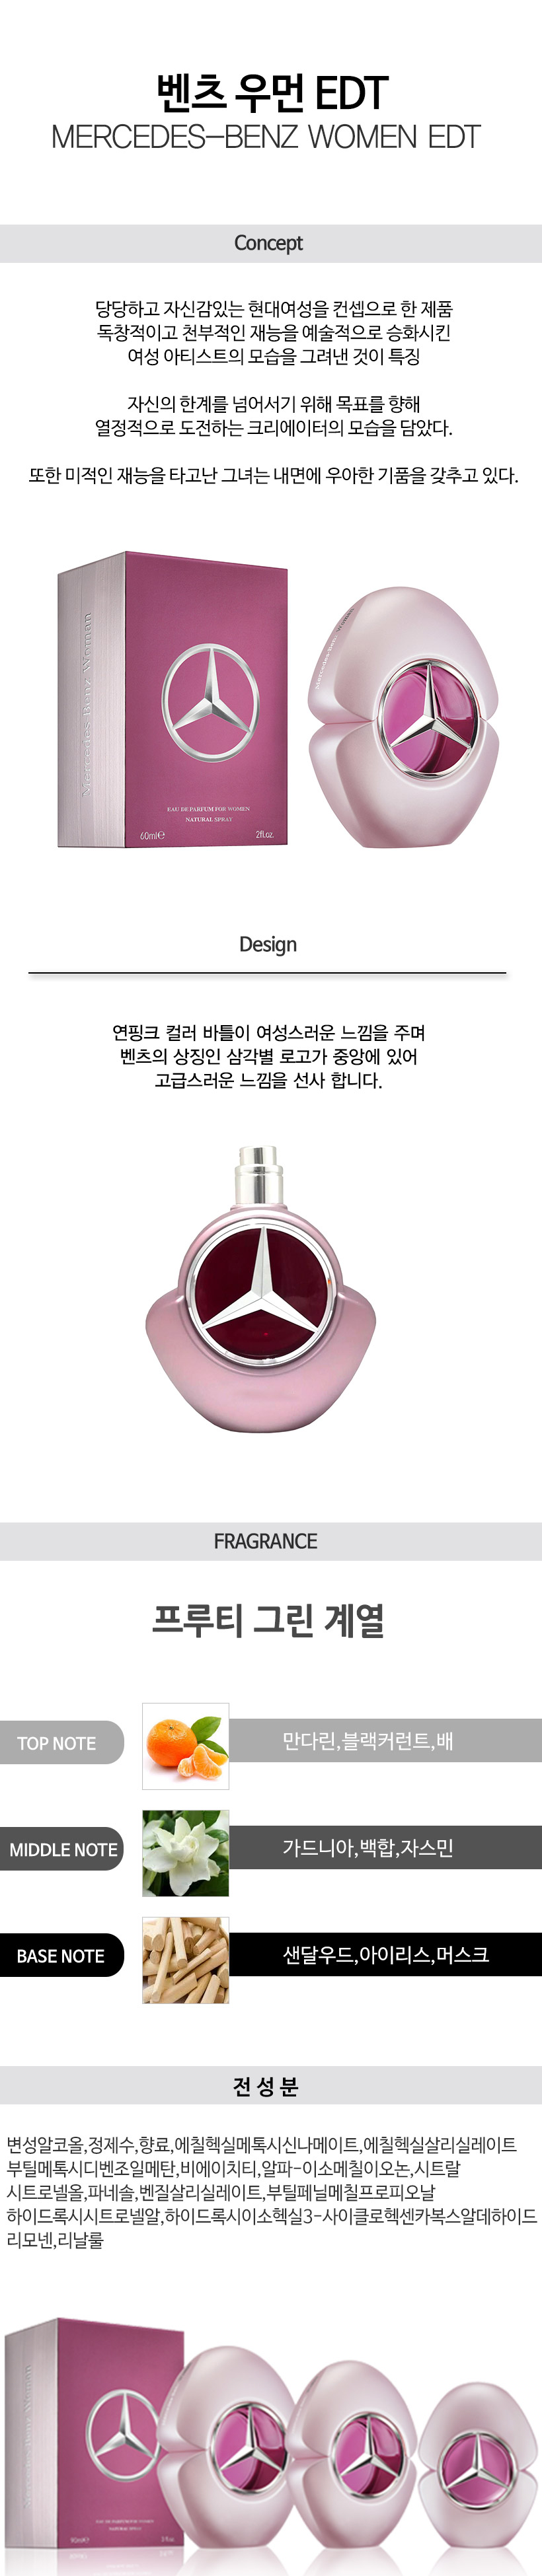 벤츠 우먼 EDT
MERCEDES-BENZ WOMEN EDT
Concept
당당하고 자신감있는 현대여성을 컨셉으로 한 제품
독창적이고 천부적인 재능을 예술적으로 승화시킨
여성 아티스트의 모습을 그려낸 것이 특징
자신의 한계를 넘어서기 위해 목표를 향해
열정적으로 도전하는 크리에이터의 모습을 담았다.
또한 미적인 재능을 타고난 그녀는 내면에 우아한 기품을 갖추고 있다.
Mercedes-Benz Woman
EAU DE PARFUM FOR WOMEN
NATURAL SPRAY
60ml℮ 2fl.oz.
Mercedes-Benz Woman
Design
연핑크 컬러 바틀이 여성스러운 느낌을 주며
벤츠의 상징인 삼각별 로고가 중앙에 있어
고급스러운 느낌을 선사 합니다.
FRAGRANCE
프루티 그린 계열
TOP NOTE 만다린,블랙커런트,배
MIDDLE NOTE 가드니아,백합,자스민
BASE NOTE 샌달우드,아이리스,머스크
전 성 분
변성알코올,정제수,향료,에칠헥실메톡시신나메이트,에칠헥실살리실레이트
부틸메톡시디벤조일메탄,비에이치티,알파-이소메칠이오논,시트랄
시트로넬올,파네솔,벤질살리실레이트,부틸페닐메칠프로피오날
하이드록시시트로넬알,하이드록시이소헥실3-사이클로헥센카복스알데하이드
리모넨,리날룰
Mercedes-Benz Woman
EAU DE PARFUM FOR WOMEN
NATURAL SPRAY
90ml℮